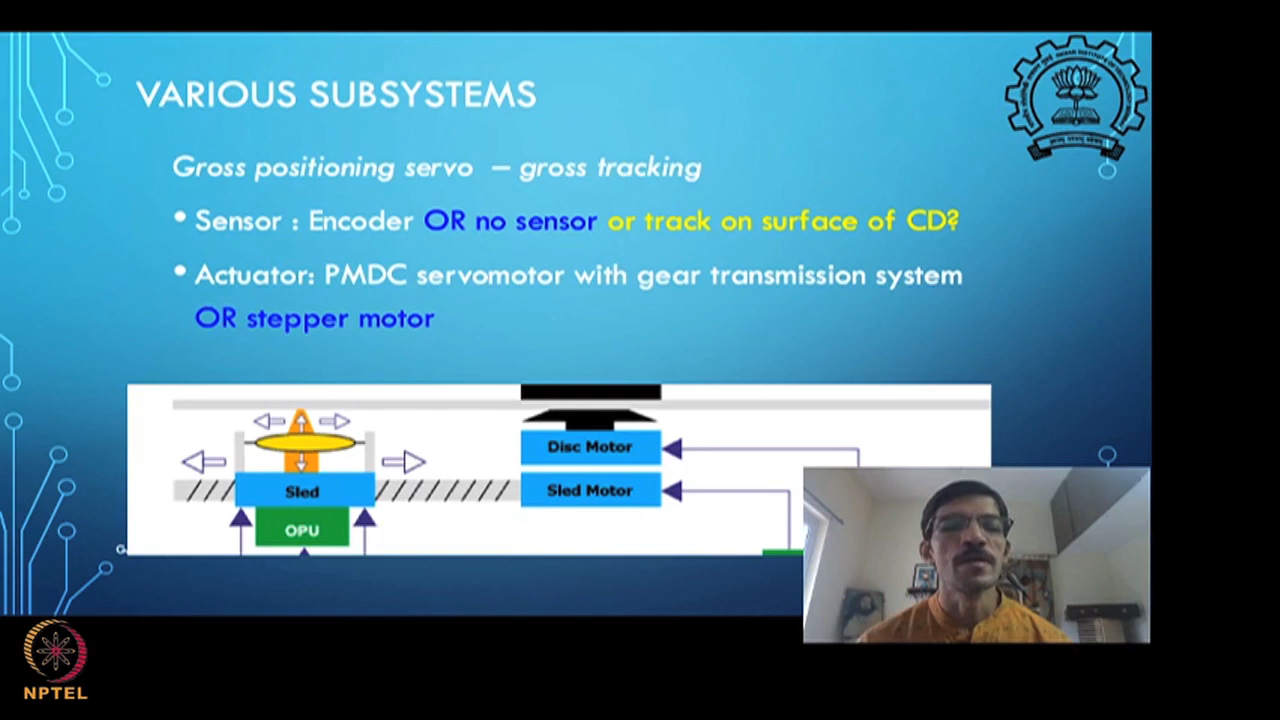 VARIOUS SUBSYSTEMS
Gross positioning servo – gross tracking
• Sensor : Encoder OR no sensor or track on surface of CD?
• Actuator: PMDC servomotor with gear transmission system
OR stepper motor
Disc Motor
Sled
Sled Motor
OPU
NPTEL